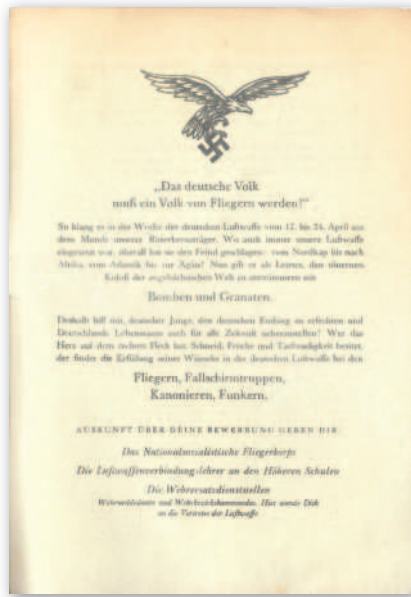 „Das deutsche Volk
muß ein Volk von Fliegern werden!“
So klang es in der Woche der deutschen Luftwaffe vom 17. bis 24. April aus
dem Munde unserer Ritterkreuzträger. Wo auch immer unsere Luftwaffe
eingesetzt war, überall hat sie den Feind geschlagen: vom Nordkap bis nach
Afrika, vom Atlantik bis zur Ägäis! Nun gilt es als Letztes, den
Koloß der angelsächsischen Welt zu zertrümmern mit
Bomben und Granaten.
Deshalb hilf mit, deutscher Junge, den deutschen Endsieg zu erfechten und
Deutschlands Lebensraum auch für alle Zukunft sicherzustellen! Wer das
Herz auf dem rechten Fleck hat, Schneid, Frische und Tatfreudigkeit besitzt,
der findet die Erfüllung seiner Wünsche in der deutschen Luftwaffe bei den
Fliegern, Fallschirmtruppen,
Kanonieren, Funkern.
AUSKUNFT ÜBER DEINE BEWERBUNG GEBEN DIR:
Das Nationalsozialistische Fliegerkorps
Die Luftwaffenverbindungslehrer an den Höheren Schulen
Die Wehrersatzdienststellen
Wehrmeldeämter und Wehrbezirkskommandos. Hier wende Dich
an die Vertreter der Luftwaffe